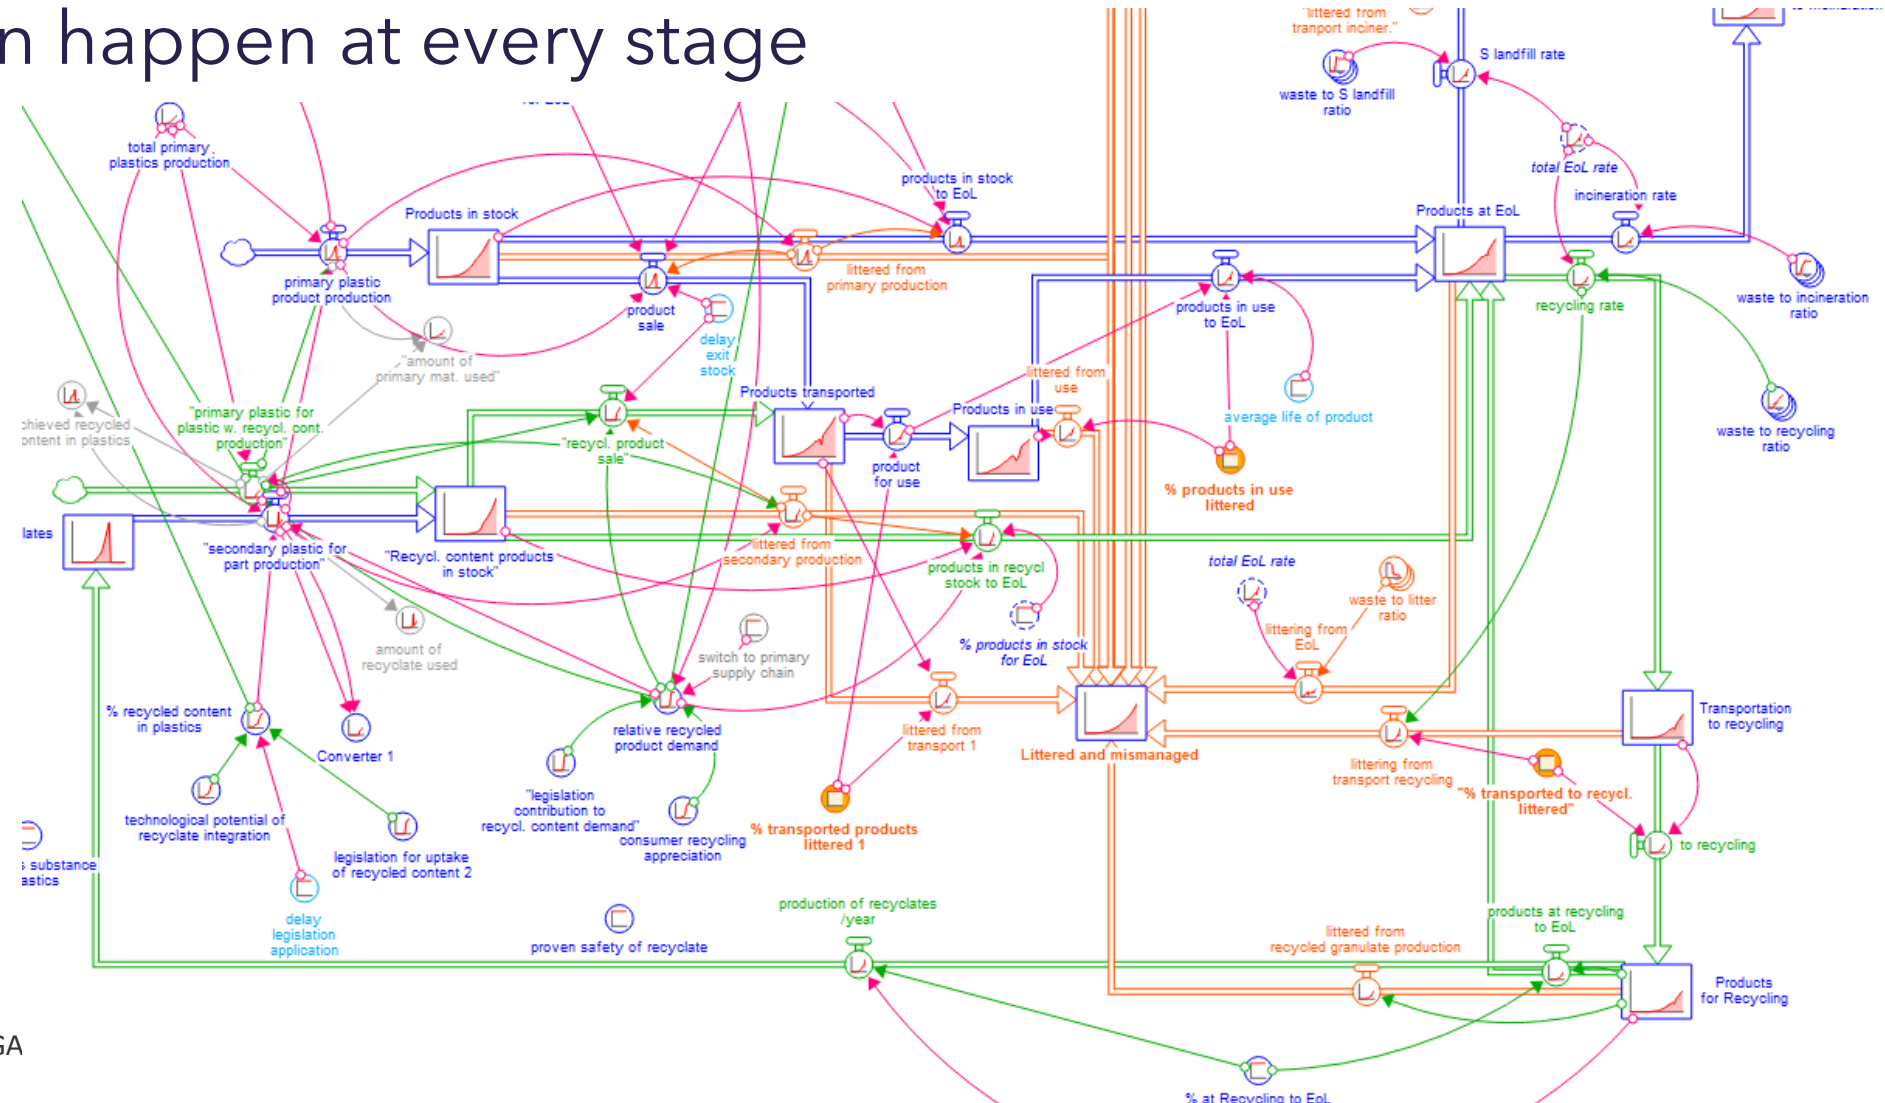 n happen at every stage
"littered from
tranport inciner."
S landfill rate
waste to S landfill
ratio
total primary
plastics production
total EoL rate
products in stock
to EoL
incineration rate
Products in stock
Products at EoL
primary plastic
product production
littered from
primary production
product
sale
products in use
to EoL
recycling rate
waste to incineration
ratio
delay
exit
stock
"amount of
primary mat. used"
littered from
use
Products transported
Products in use
average life of product
waste to recycling
ratio
chieved recycled
ontent in plastics
"primary plastic for
plastic w. recycl. cont.
production"
"recycl. product
sale"
product
for use
% products in use
littered
lates
"secondary plastic for
part production"
"Recycl. content products
in stock"
littered from
secondary production
products in recycl
stock to EoL
total EoL rate
waste to litter
ratio
littering from
EoL
% products in stock
for EoL
amount of
recyclate used
switch to primary
supply chain
% recycled content
in plastics
Converter 1
relative recycled
product demand
littered from
transport 1
Littered and mismanaged
Transportation
to recycling
littering from
transport recycling
"% transported to recycl.
littered"
technological potential of
recyclate integration
"legislation
contribution to
recycl. content demand"
consumer recycling
appreciation
% transported products
littered 1
to recycling
s substance
astics
legislation for uptake
of recycled content 2
delay
legislation
application
proven safety of recyclate
production of recyclates
/year
products at recycling
to EoL
littered from
recycled granulate production
Products
for Recycling
GA
% at Recycling to EoL